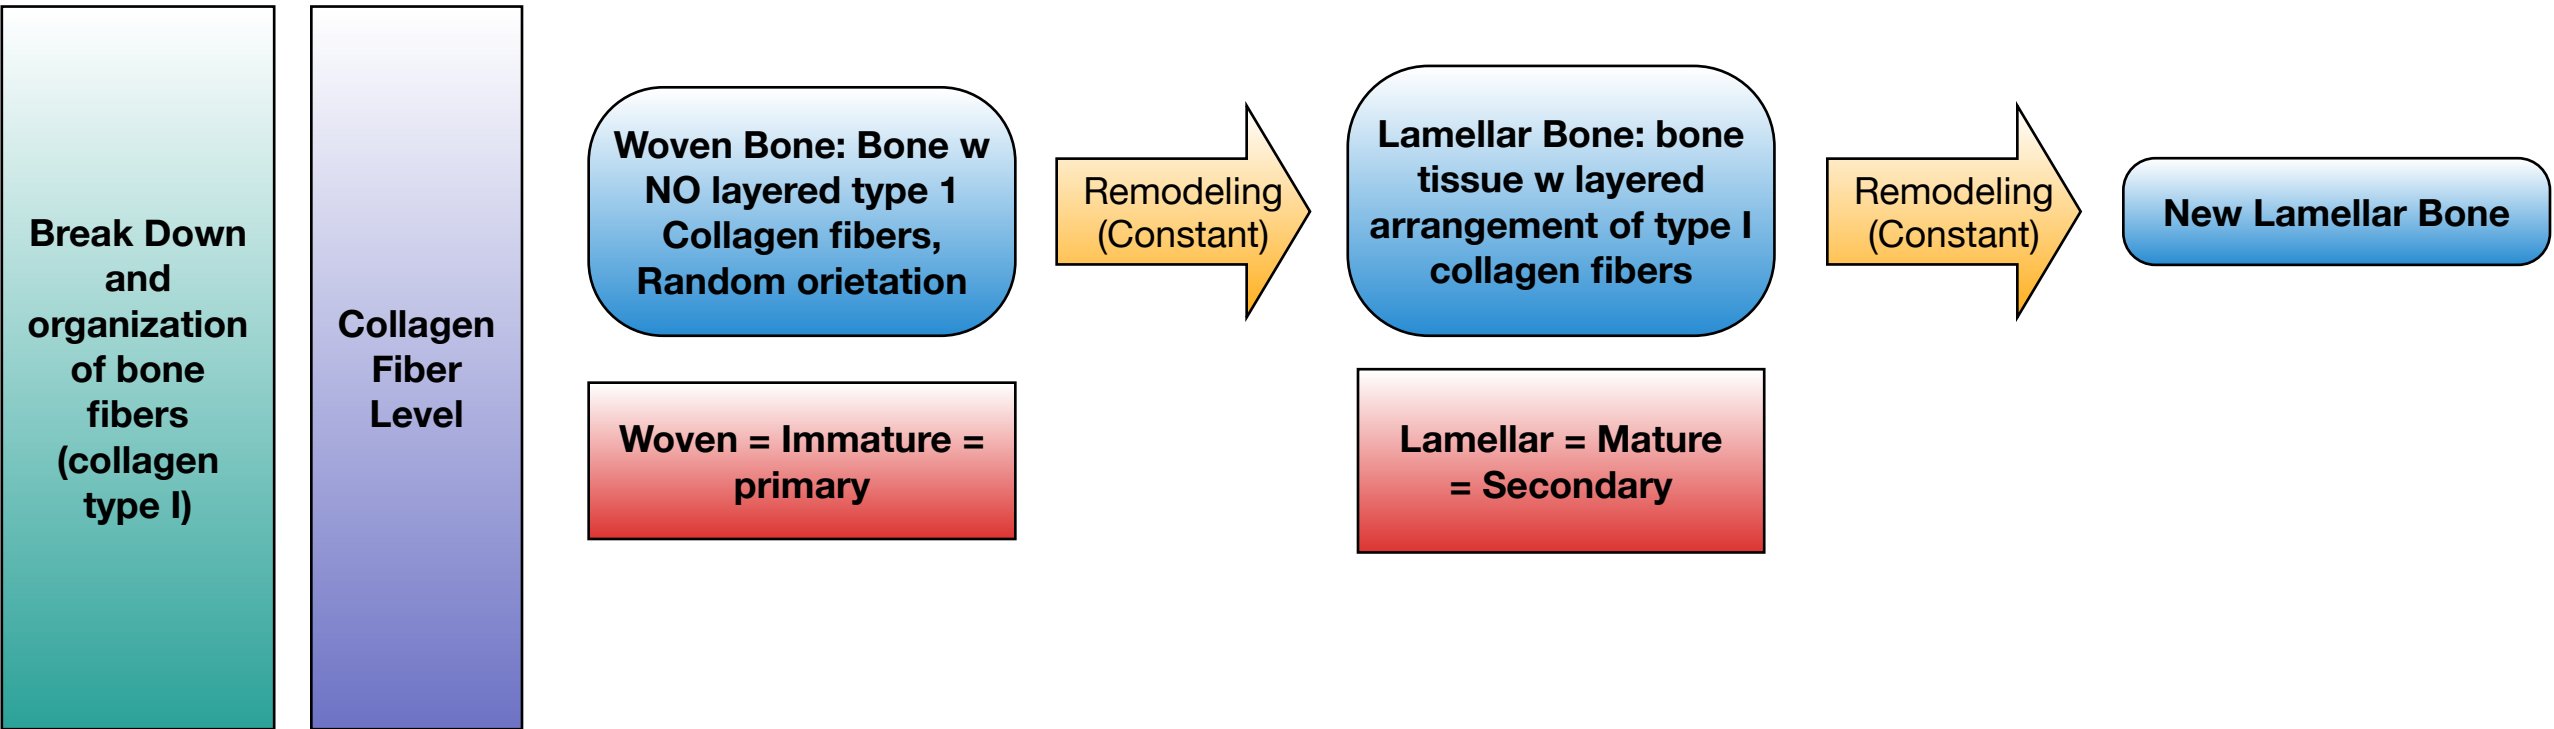 Break Down
and
organization
of bone
fibers
(collagen
type I)
Collagen
Fiber
Level
Woven Bone: Bone w
NO layered type 1
Collagen fibers,
Random orietation
Woven = Immature =
primary
Remodeling
(Constant)
Lamellar Bone: bone
tissue w layered
arrangement of type I
collagen fibers
Lamellar = Mature
= Secondary
Remodeling
(Constant)
New Lamellar Bone